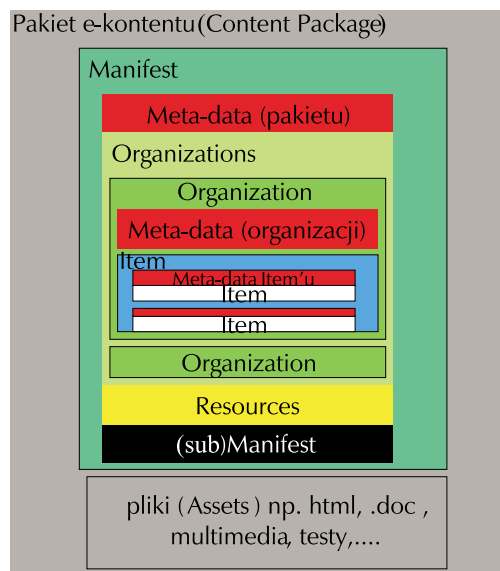 Pakiet e-kontentu(Content Package)
Manifest
Meta-data (pakietu)
Organizations
Organization
Meta-data (organizacji)
Item
Meta-data Item'u
Item
Item
Organization
Resources
(sub)Manifest
pliki (Assets) np. html, .doc ,
multimedia, testy,....